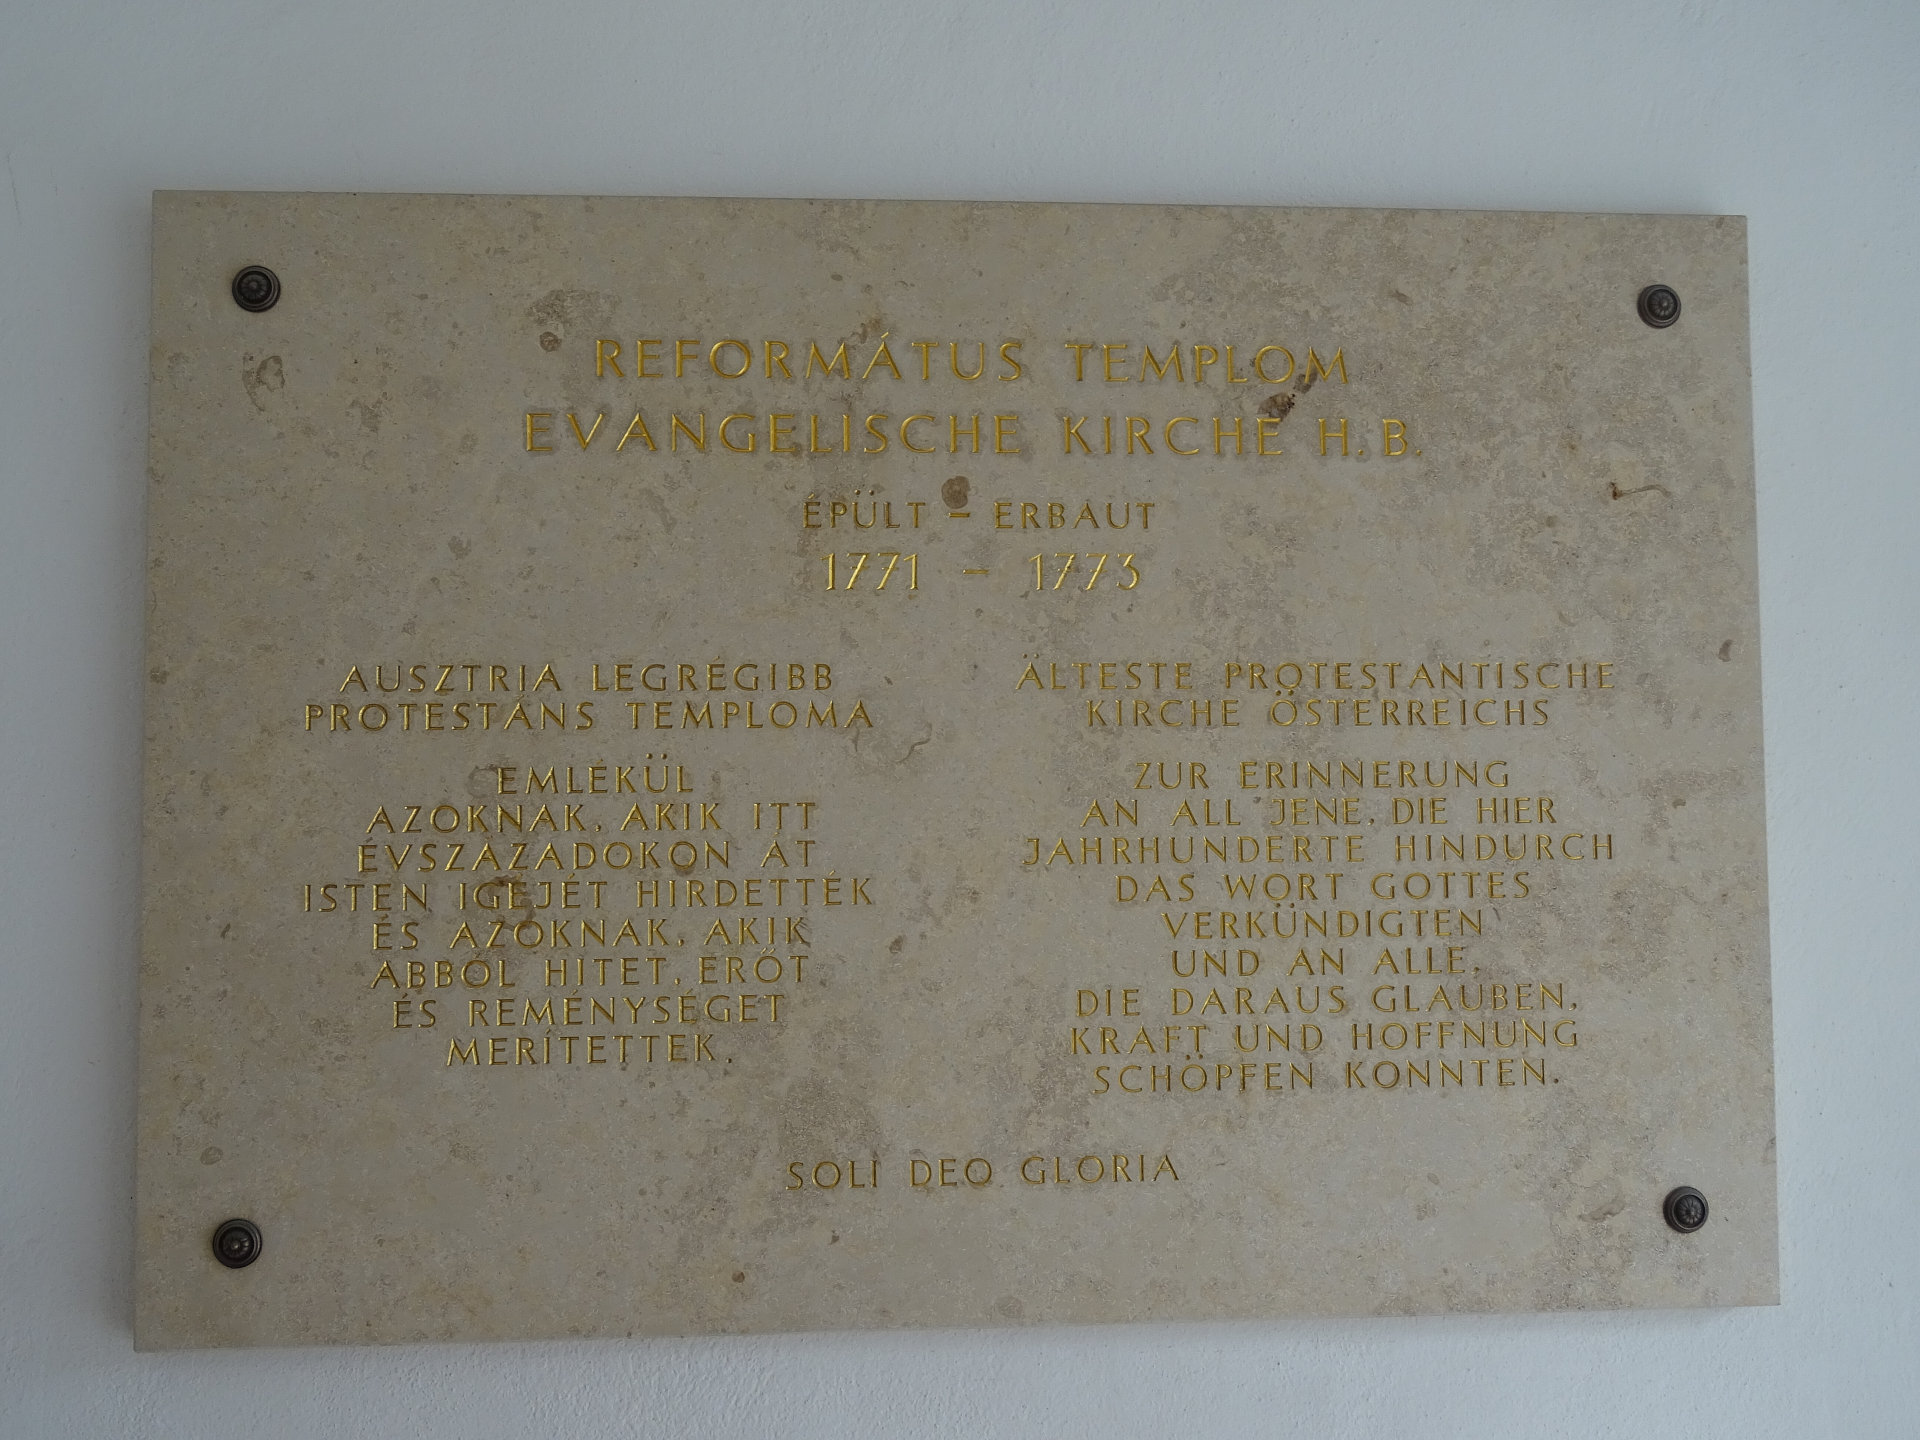 REFORMÁTUS TEMPLOM
EVANGELISCHE KIRCHE H.B.
ÉPÜLT – ERBAUT
1771 – 1773
AUSZTRIA LEGRÉGIBB
PROTESTÁNS TEMPLOMA
EMLÉKÜL
AZOKNAK, AKIK ITT
ÉVSZÁZADOKON ÁT
ISTEN IGEJÉT HIRDETTÉK
ÉS AZOKNAK, AKIK
ABBÓL HITET, ERŐT
ÉS REMÉNYSÉGET
MERÍTETTEK.
ÄLTESTE PROTESTANTISCHE
KIRCHE ÖSTERREICHS
ZUR ERINNERUNG
AN ALL JENE, DIE HIER
JAHRHUNDERTE HINDURCH
DAS WORT GOTTES
VERKÜNDIGTEN
UND AN ALLE,
DIE DARAUS GLAUBEN,
KRAFT UND HOFFNUNG
SCHÖPFEN KONNTEN.
SOLI DEO GLORIA